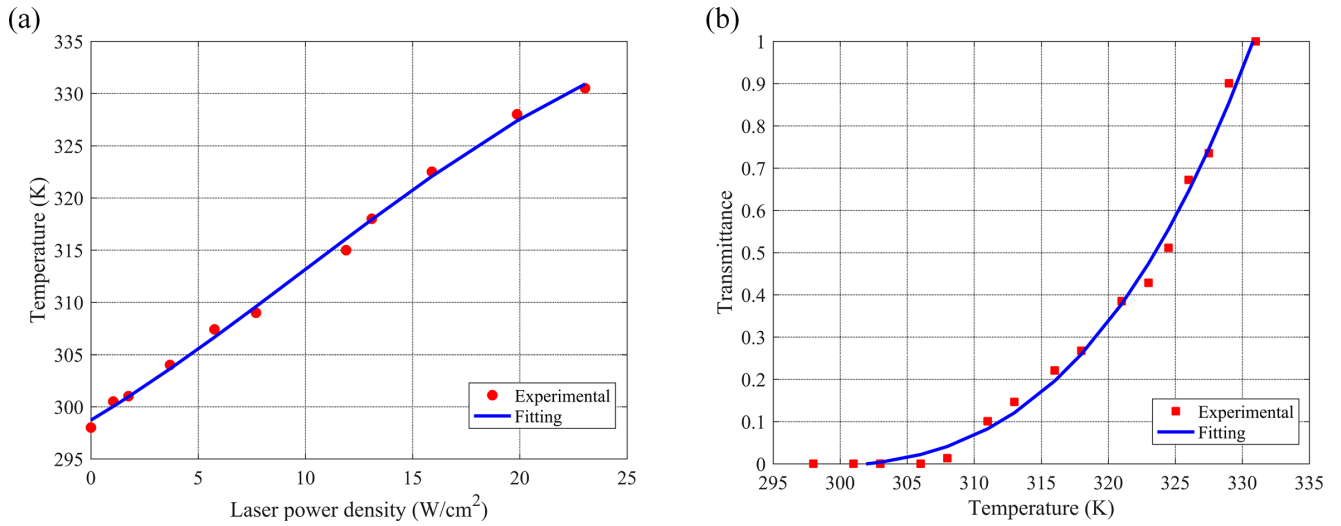 (a)
335
330
325
320
315
310
305
300
295
Temperature (K)
0 5 10 15 20 25
Laser power density (W/cm²)
Experimental
Fitting
(b)
1
0.9
0.8
0.7
0.6
0.5
0.4
0.3
0.2
0.1
0
Transmittance
295 300 305 310 315 320 325 330 335
Temperature (K)
Experimental
Fitting